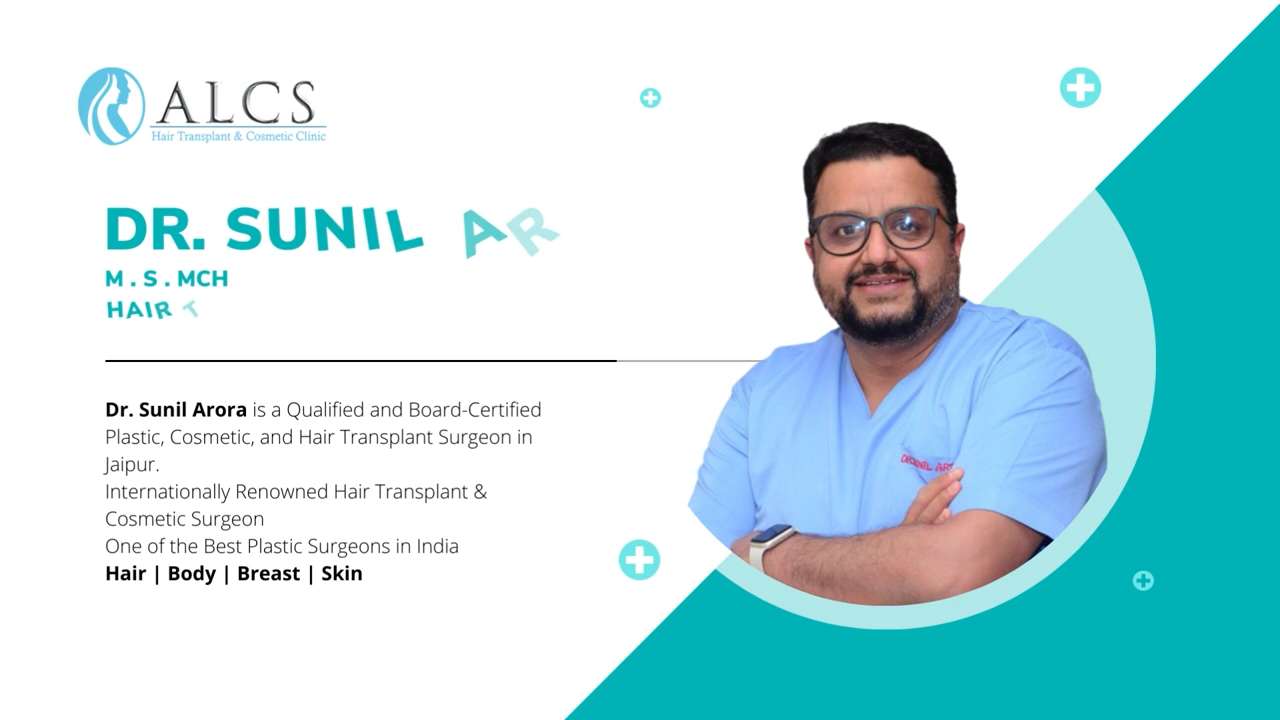 ALCS
Hair Transplant & Cosmetic Clinic
DR. SUNIL AR
M . S . MCH
HAIR T
Dr. Sunil Arora is a Qualified and Board-Certified
Plastic, Cosmetic, and Hair Transplant Surgeon in
Jaipur.
Internationally Renowned Hair Transplant &
Cosmetic Surgeon
One of the Best Plastic Surgeons in India
Hair | Body | Breast | Skin